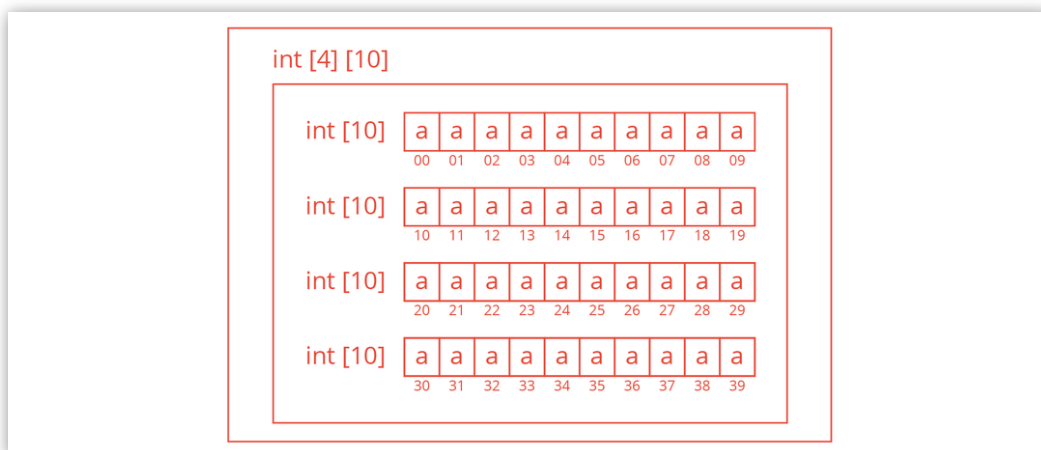 int [4] [10]
int [10] a a a a a a a a a a
00 01 02 03 04 05 06 07 08 09
int [10] a a a a a a a a a a
10 11 12 13 14 15 16 17 18 19
int [10] a a a a a a a a a a
20 21 22 23 24 25 26 27 28 29
int [10] a a a a a a a a a a
30 31 32 33 34 35 36 37 38 39